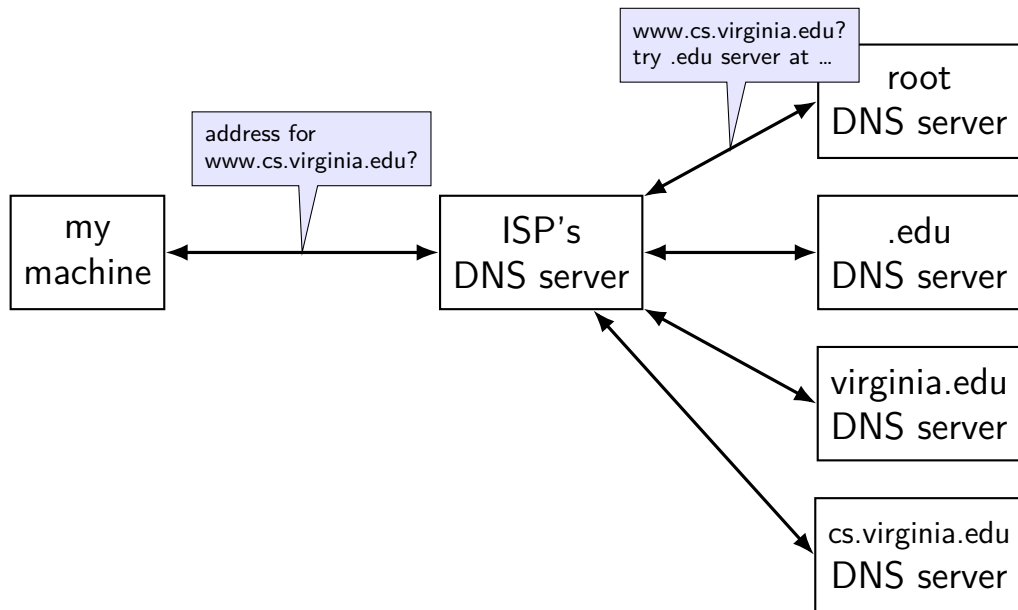 www.cs.virginia.edu?
try .edu server at …
root
DNS server
address for
www.cs.virginia.edu?
my
machine
ISP's
DNS server
.edu
DNS server
virginia.edu
DNS server
cs.virginia.edu
DNS server